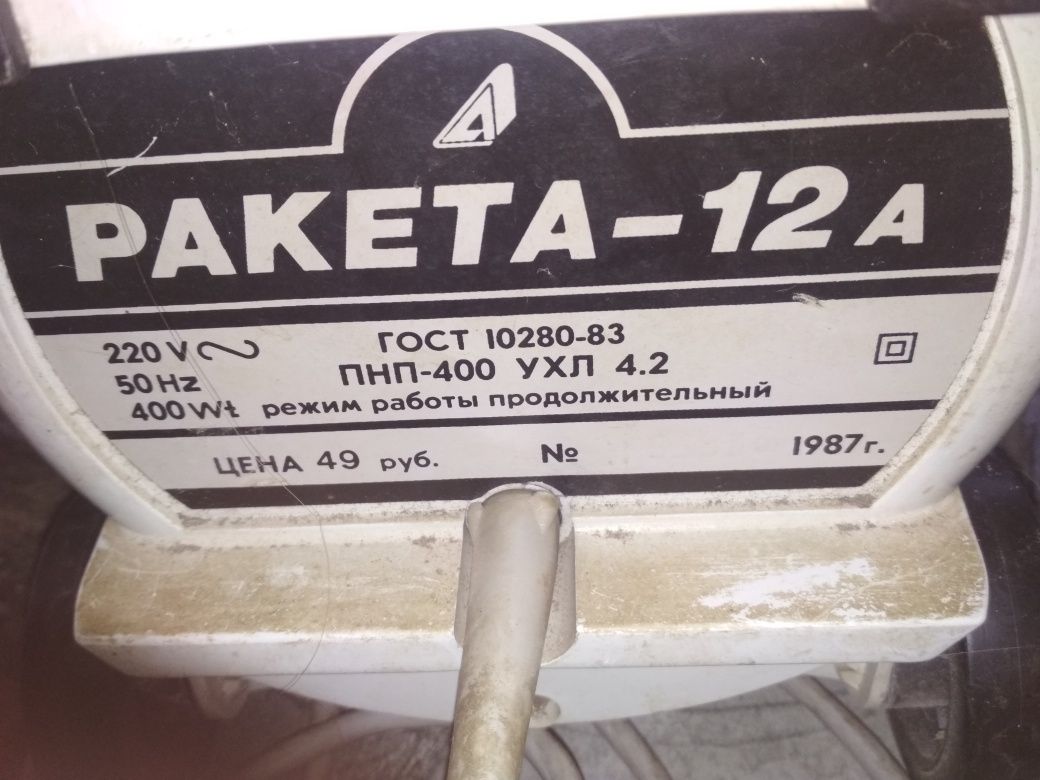 РАКЕТА-12А
220 V ~ ГОСТ 10280-83
50 Hz ПНП-400 УХЛ 4.2
400 Wt режим работы продолжительный
ЦЕНА 49 руб. № 1987 г.